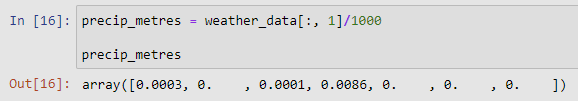 In [16]: precip_metres = weather_data[:, 1]/1000
precip_metres
Out[16]: array([0.0003, 0.    , 0.0001, 0.0086, 0.    , 0.    , 0.    ])